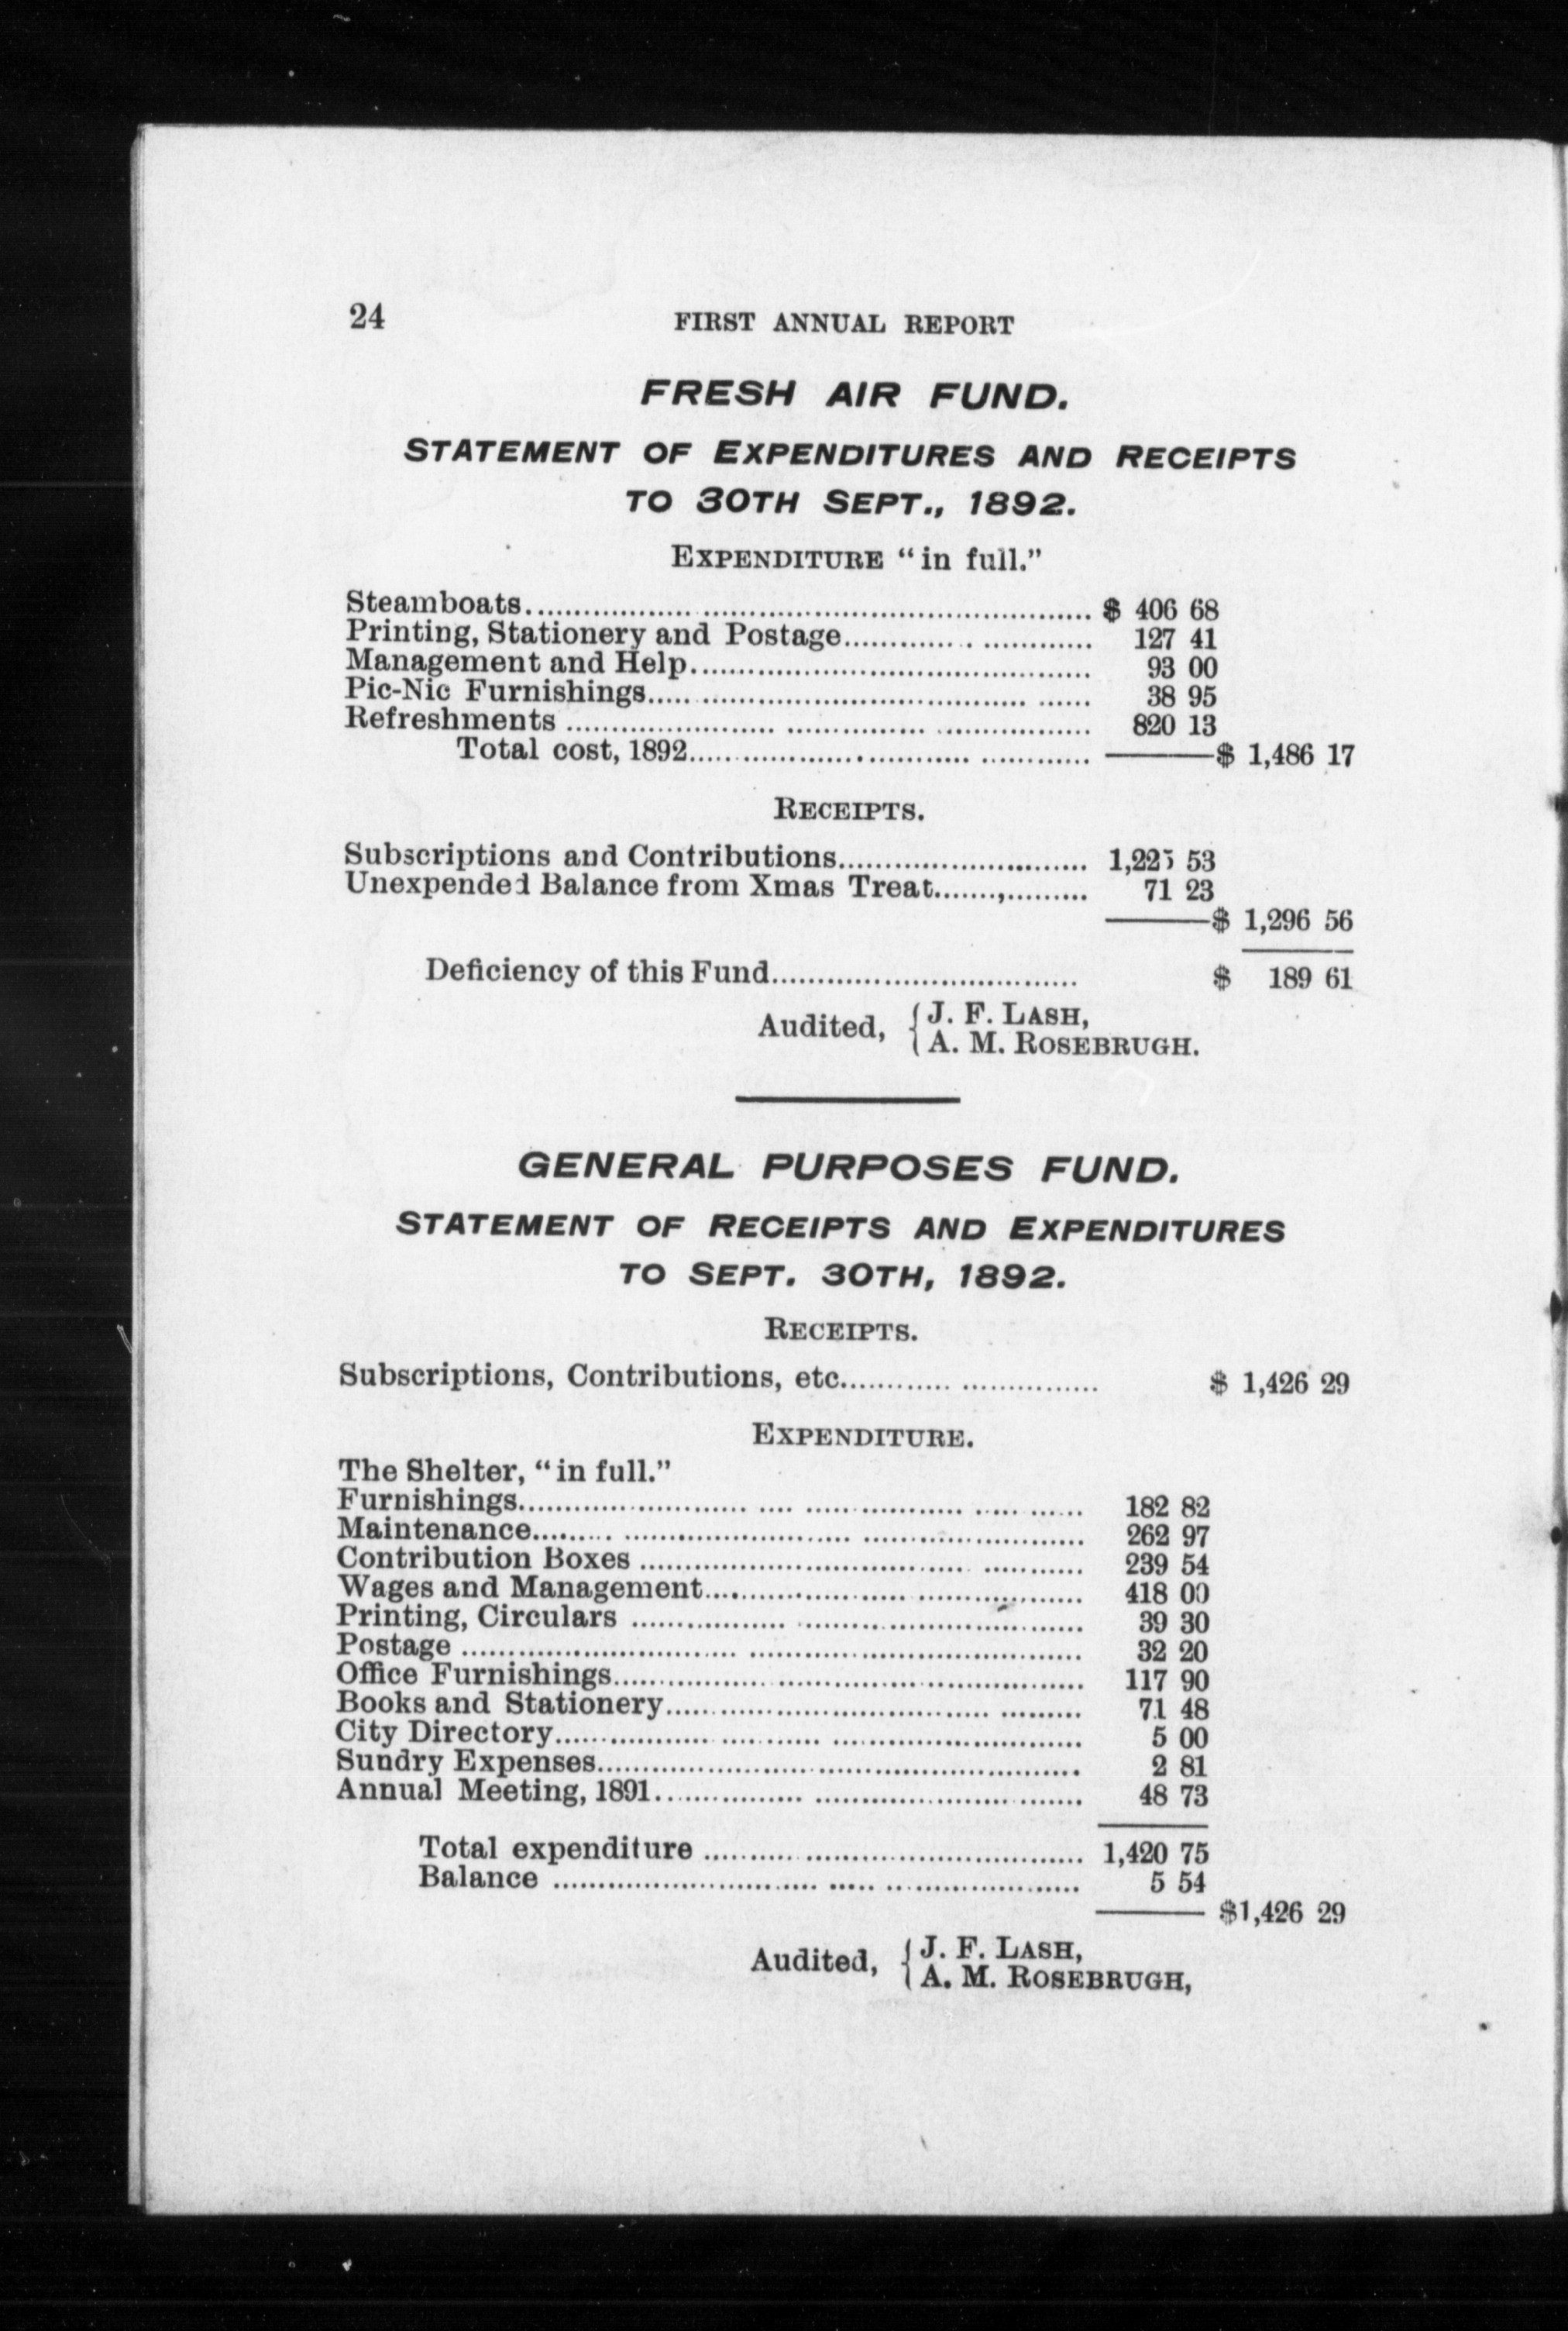 24 FIRST ANNUAL REPORT
FRESH AIR FUND.
STATEMENT OF EXPENDITURES AND RECEIPTS
TO 30TH SEPT., 1892.
EXPENDITURE “in full.”
Steamboats........................ $ 406 68
Printing, Stationery and Postage........................ 127 41
Management and Help........................ 93 00
Pic-Nic Furnishings........................ 38 95
Refreshments ........................ 820 13
Total cost, 1892........................ $ 1,486 17
RECEIPTS.
Subscriptions and Contributions........................ 1,225 53
Unexpended Balance from Xmas Treat.......,......... 71 23
$ 1,296 56
Deficiency of this Fund........................ $ 189 61
Audited, { J. F. LASH,
A. M. ROSEBRUGH.
GENERAL PURPOSES FUND.
STATEMENT OF RECEIPTS AND EXPENDITURES
TO SEPT. 30TH, 1892.
RECEIPTS.
Subscriptions, Contributions, etc........................ $ 1,426 29
EXPENDITURE.
The Shelter, “in full.”
Furnishings........................ 182 82
Maintenance........................ 262 97
Contribution Boxes ........................ 239 54
Wages and Management........................ 418 00
Printing, Circulars ........................ 39 30
Postage ........................ 32 20
Office Furnishings........................ 117 90
Books and Stationery........................ 71 48
City Directory........................ 5 00
Sundry Expenses........................ 2 81
Annual Meeting, 1891........................ 48 73
Total expenditure ........................ 1,420 75
Balance ........................ 5 54
$1,426 29
Audited, { J. F. LASH,
A. M. ROSEBRUGH,